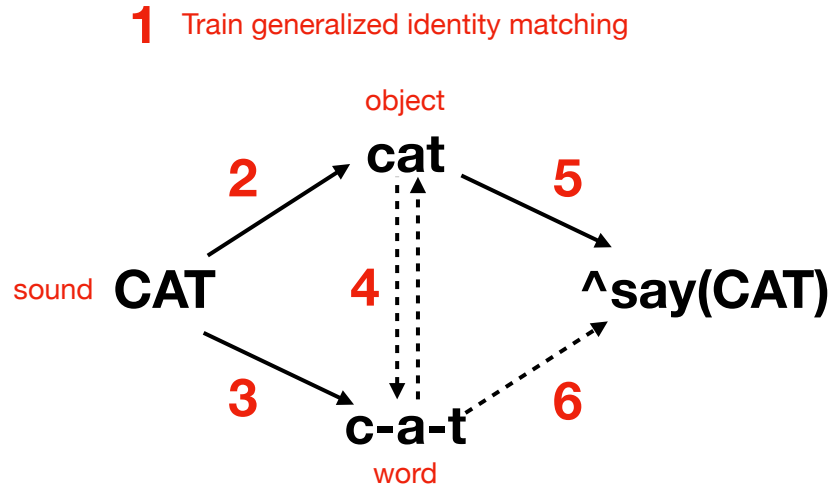 1 Train generalized identity matching
object
cat
2
5
sound CAT
4
^say(CAT)
3
6
c-a-t
word